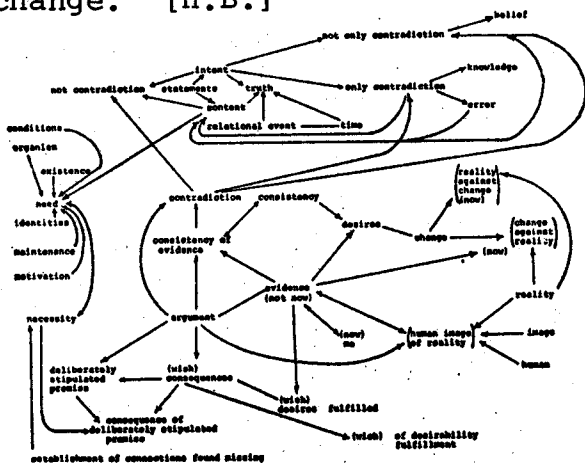 change. [H.B.]
belief
not only contradiction
intent
knowledge
not contradiction
statements
truth
only contradiction
content
error
conditions
relational event
time
organism
existence
(reality
against
change
(now)
need
contradiction
consistency
identities
desires
(change
against
reality)
change
consistency of
evidence
maintenance
(now)
motivation
evidence
(not now)
reality
necessity
argument
(now)
no
(human image
of reality)
image
human
deliberately
stipulated
premise
(wish)
consequence
(wish)
desires fulfilled
consequence of
deliberately stipulated
premise
(wish) of desirability
fulfillment
establishment of connections found missing